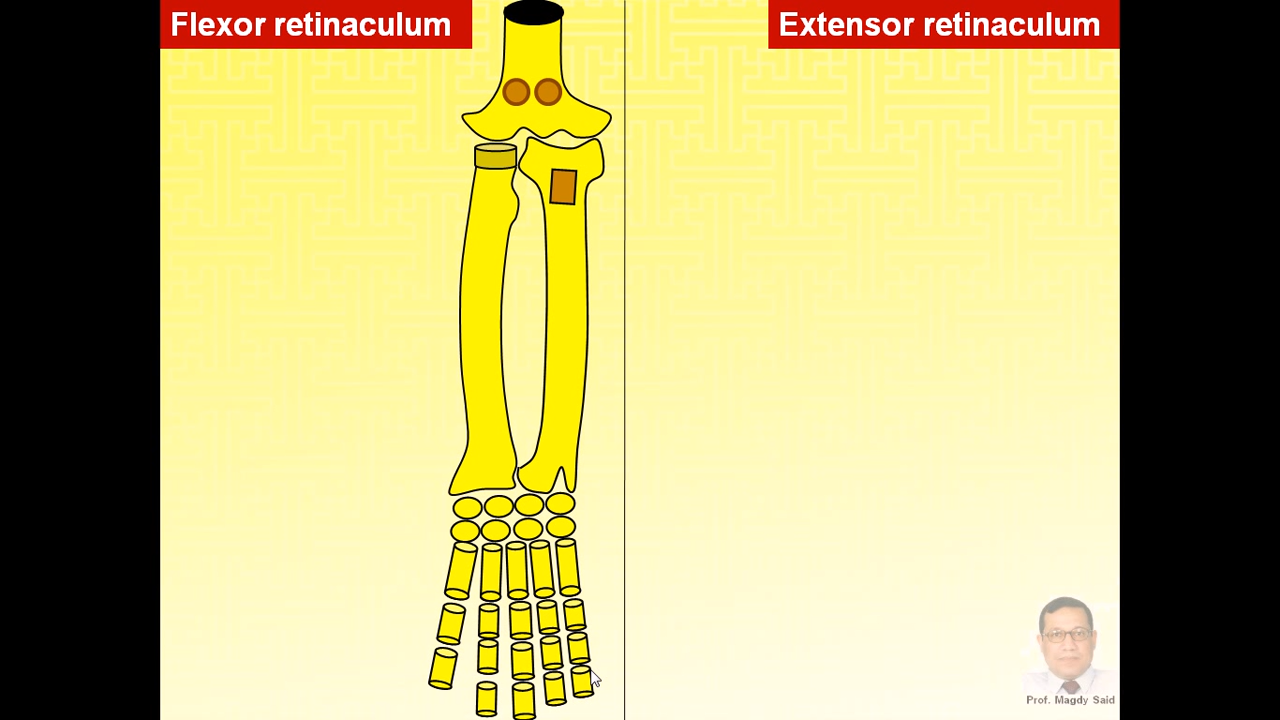 Flexor retinaculum
Extensor retinaculum
Prof. Magdy Said